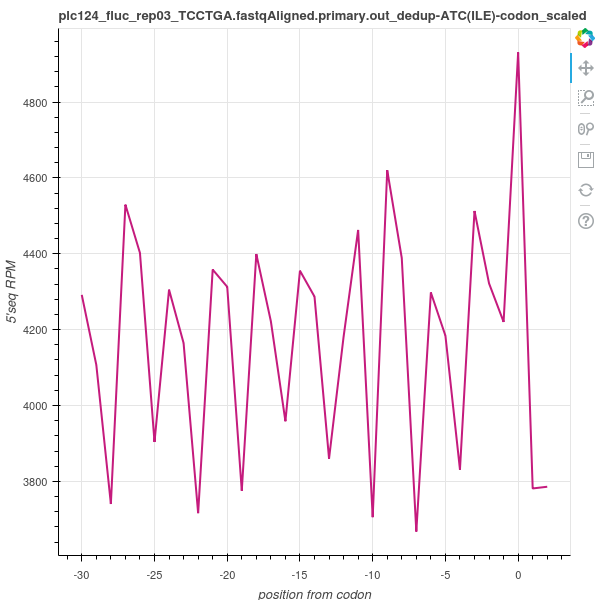 plc124_fluc_rep03_TCCTGA.fastqAligned.primary.out_dedup-ATC(ILE)-codon_scaled
4800
4600
4400
4200
4000
3800
5'seq RPM
-30 -25 -20 -15 -10 -5 0
position from codon